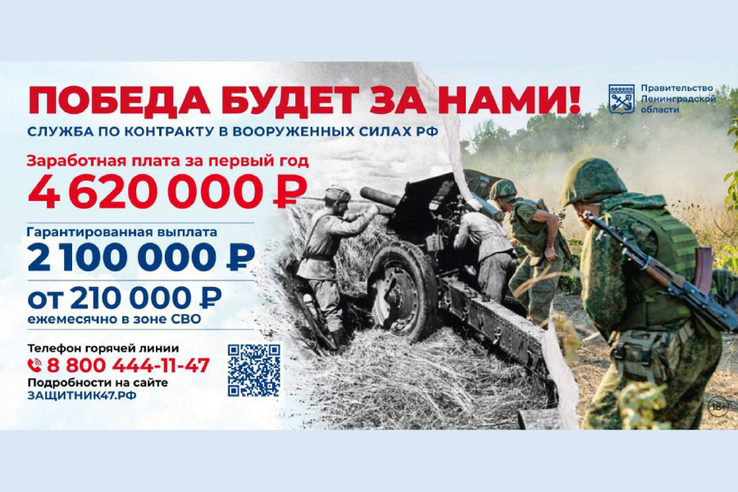 ПОБЕДА БУДЕТ ЗА НАМИ!
СЛУЖБА ПО КОНТРАКТУ В ВООРУЖЕННЫХ СИЛАХ РФ
Правительство
Ленинградской
области
Заработная плата за первый год
4 620 000 ₽
Гарантированная выплата
2 100 000 ₽
от 210 000 ₽
ежемесячно в зоне СВО
Телефон горячей линии
8 800 444-11-47
Подробности на сайте
ЗАЩИТНИК47.РФ
18+